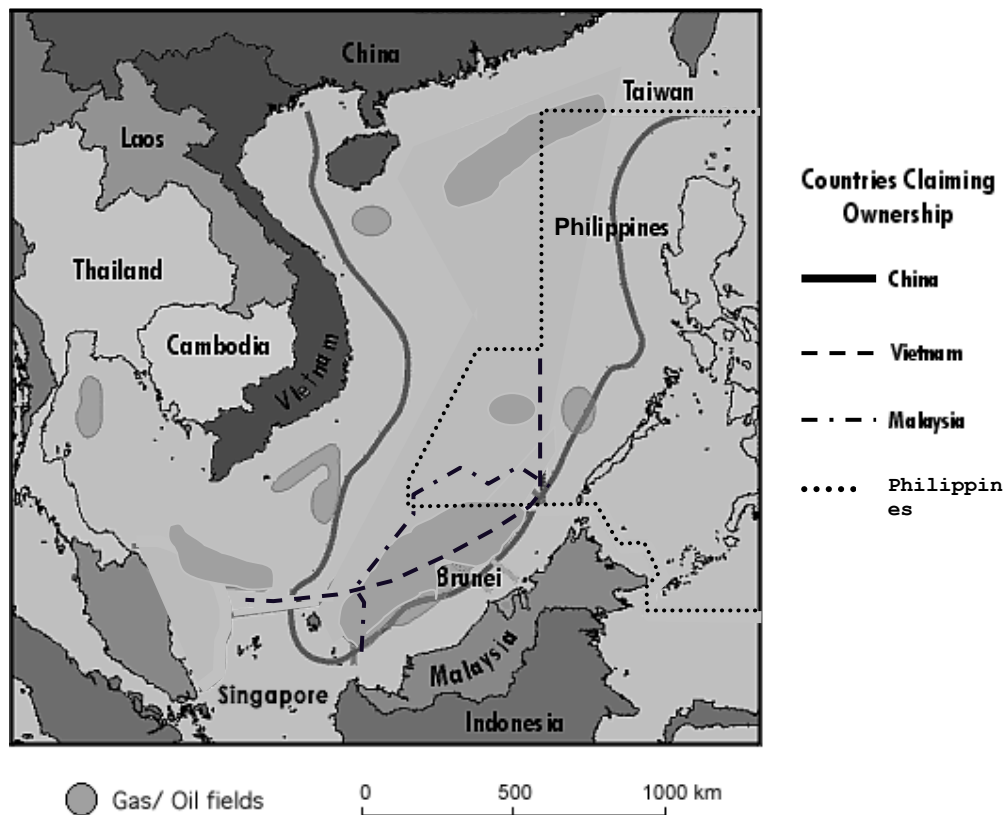 China
Taiwan
Laos
Countries Claiming
Ownership
Philippines
Thailand
China
Cambodia
Vietnam
Vietnam
Malaysia
Philippin
es
Brunei
Malaysia
Singapore
Indonesia
Gas/ Oil fields
0 500 1000 km